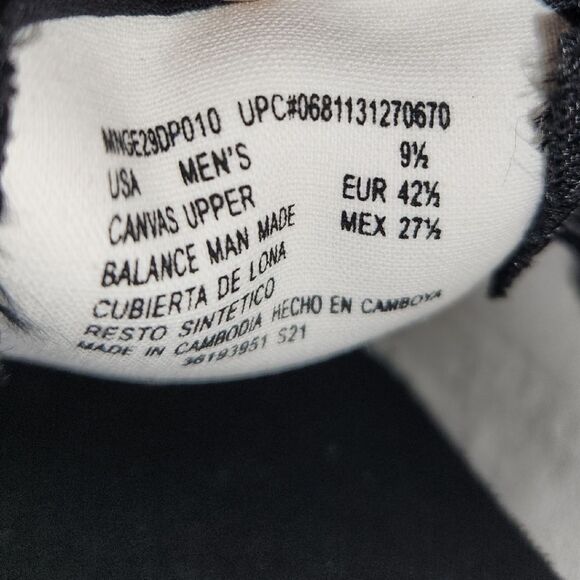 MNGE29DP010 UPC#0681131270670
USA MEN'S 9½
CANVAS UPPER EUR 42½
BALANCE MAN MADE MEX 27½
CUBIERTA DE LONA
RESTO SINTETICO
MADE IN CAMBODIA HECHO EN CAMBOYA
36193951 S21